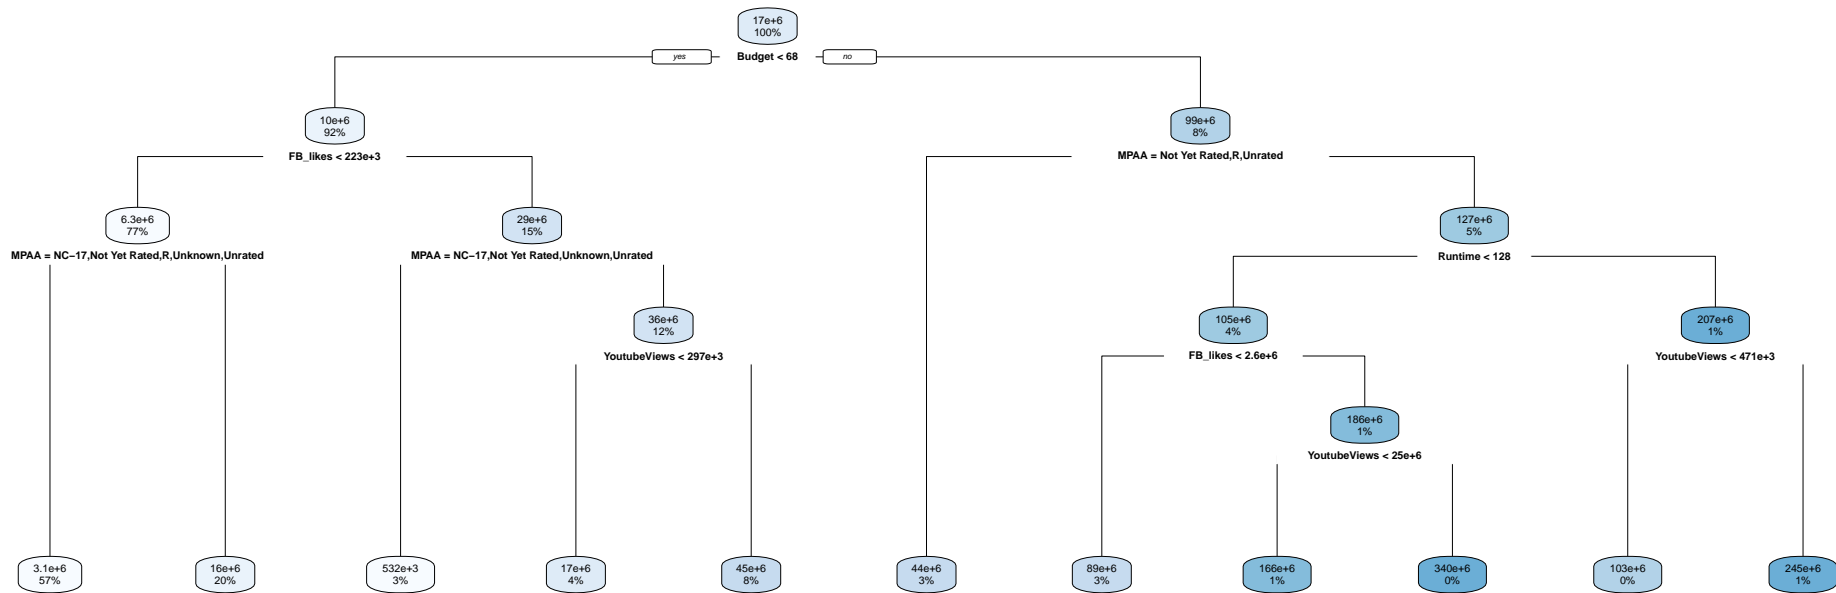 17e+6
100%
yes
Budget < 68
no
10e+6
92%
FB_likes < 223e+3
99e+6
8%
MPAA = Not Yet Rated,R,Unrated
6.3e+6
77%
MPAA = NC−17,Not Yet Rated,R,Unknown,Unrated
29e+6
15%
MPAA = NC−17,Not Yet Rated,Unknown,Unrated
127e+6
5%
Runtime < 128
36e+6
12%
YoutubeViews < 297e+3
105e+6
4%
FB_likes < 2.6e+6
207e+6
1%
YoutubeViews < 471e+3
186e+6
1%
YoutubeViews < 25e+6
3.1e+6
57%
16e+6
20%
532e+3
3%
17e+6
4%
45e+6
8%
44e+6
3%
89e+6
3%
166e+6
1%
340e+6
0%
103e+6
0%
245e+6
1%